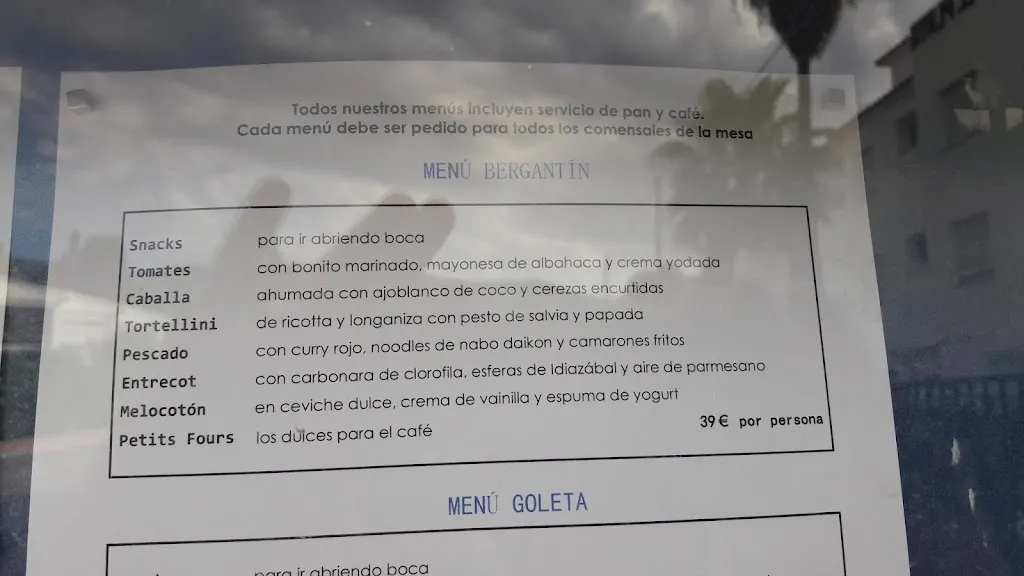 Todos nuestros menús incluyen servicio de pan y café.
Cada menú debe ser pedido para todos los comensales de la mesa
MENÚ BERGANTÍN
Snacks para ir abriendo boca
Tomates con bonito marinado, mayonesa de albahaca y crema yodada
Caballa ahumada con ajoblanco de coco y cerezas encurtidas
Tortellini de ricotta y longaniza con pesto de salvia y papada
Pescado con curry rojo, noodles de nabo daikon y camarones fritos
Entrecot con carbonara de clorofila, esferas de Idiazábal y aire de parmesano
Melocotón en ceviche dulce, crema de vainilla y espuma de yogurt
Petits Fours los dulces para el café
39 € por persona
MENÚ GOLETA
para ir abriendo boca